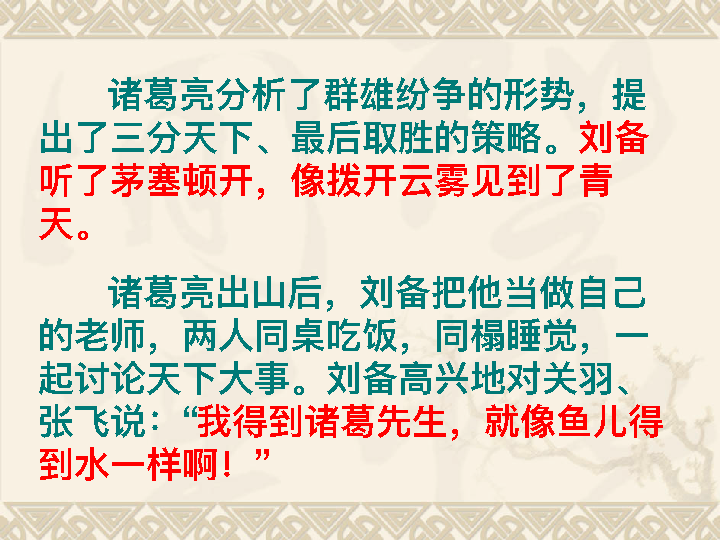 诸葛亮分析了群雄纷争的形势，提
出了三分天下、最后取胜的策略。刘备
听了茅塞顿开，像拨开云雾见到了青
天。
诸葛亮出山后，刘备把他当做自己
的老师，两人同桌吃饭，同榻睡觉，一
起讨论天下大事。刘备高兴地对关羽、
张飞说：“我得到诸葛先生，就像鱼儿得
到水一样啊！”